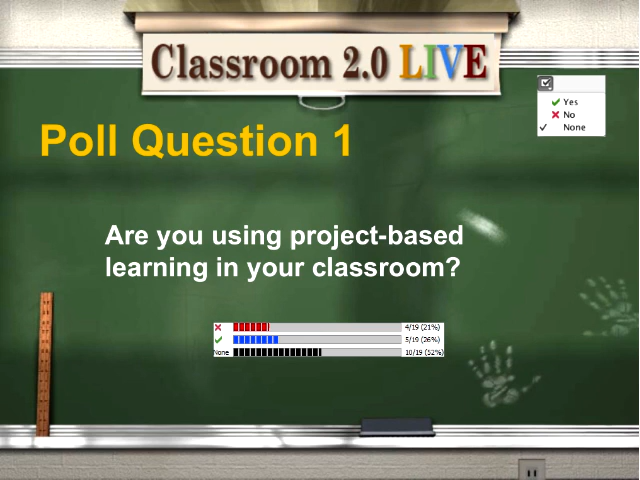 Classroom 2.0 LIVE
Yes
No
None
Poll Question 1
Are you using project-based
learning in your classroom?
4/19 (21%)
5/19 (26%)
None 10/19 (52%)